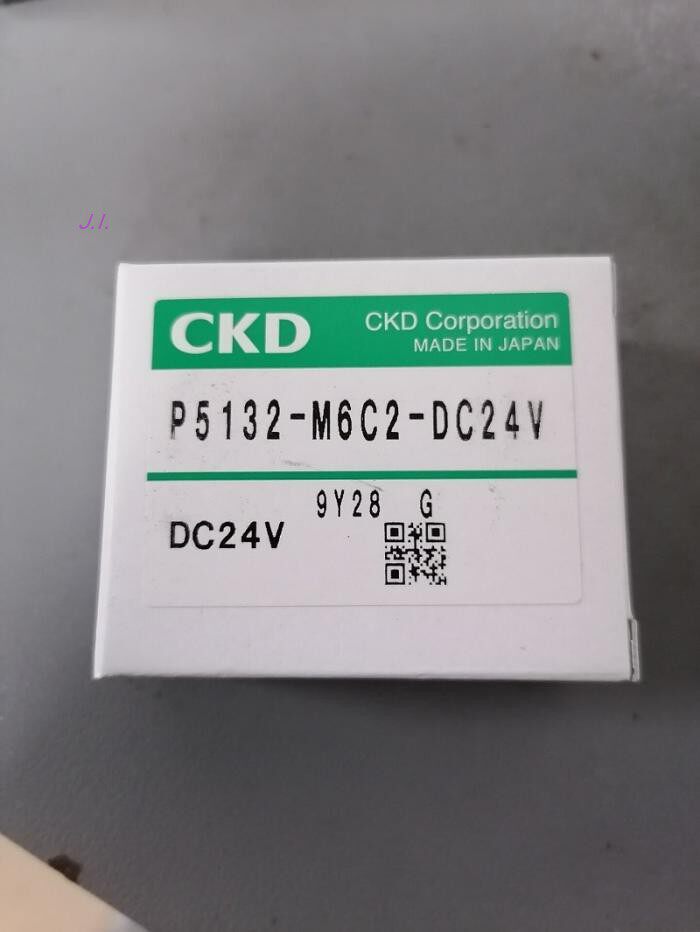 J.I.
CKD
CKD Corporation
MADE IN JAPAN
P5132-M6C2-DC24V
9Y28 G
DC24V